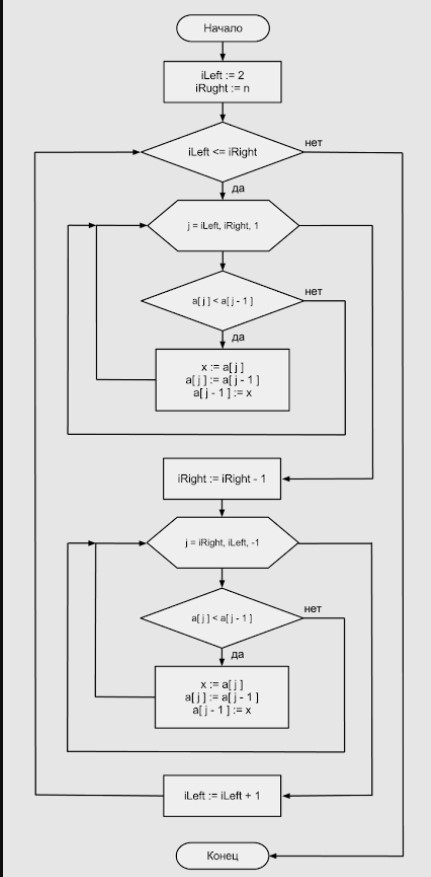 Начало
iLeft := 2
iRught := n
iLeft <= iRight
нет
да
j = iLeft, iRight, 1
a[ j ] < a[ j - 1 ]
нет
да
x := a[ j ]
a[ j ] := a[ j - 1 ]
a[ j - 1 ] := x
iRight := iRight - 1
j = iRight, iLeft, -1
a[ j ] < a[ j - 1 ]
нет
да
x := a[ j ]
a[ j ] := a[ j - 1 ]
a[ j - 1 ] := x
iLeft := iLeft + 1
Конец